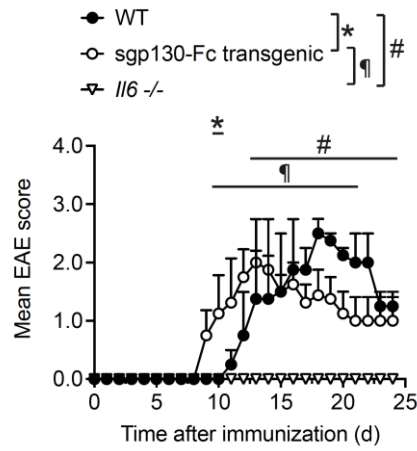 WT
sgp130-Fc transgenic
Il6 -/-
*
¶
#
*
#
¶
4.0
3.0
2.0
1.0
0.0
Mean EAE score
0 5 10 15 20 25
Time after immunization (d)